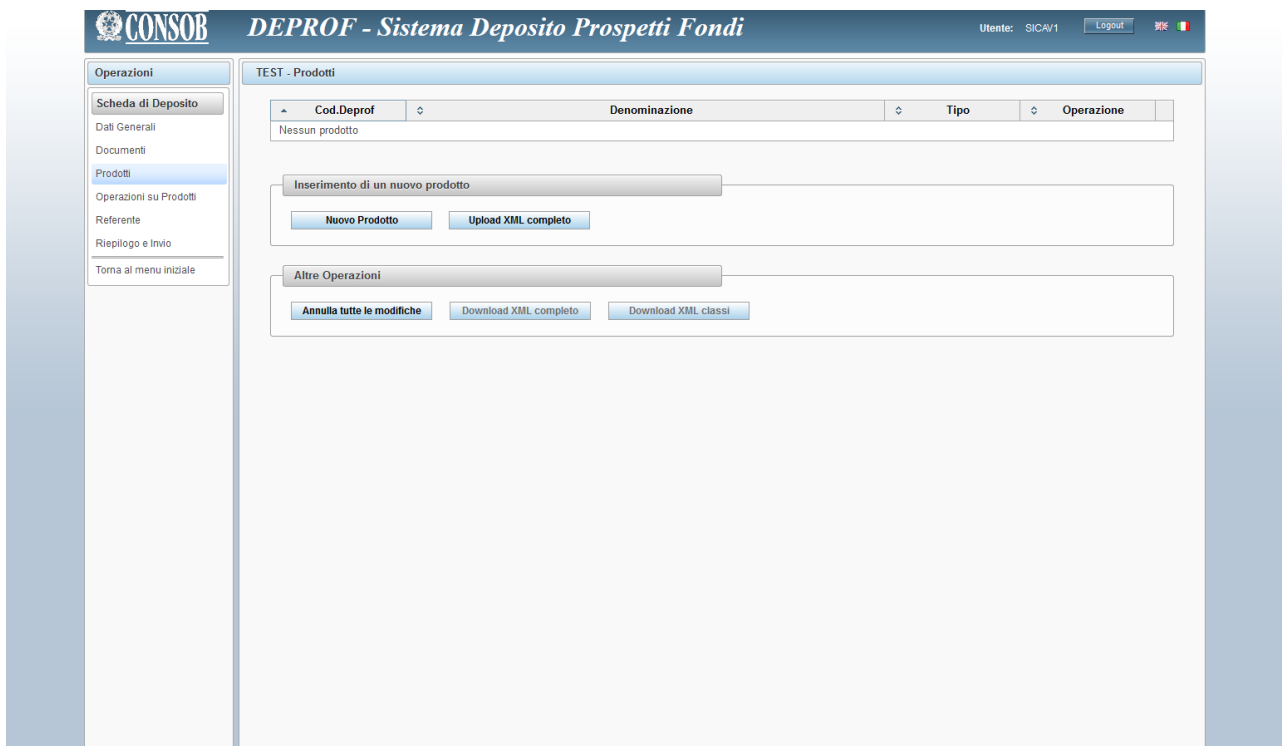 CONSOB DEPROF - Sistema Deposito Prospetti Fondi Utente: SICAV1 Logout
Operazioni
Scheda di Deposito
Dati Generali
Documenti
Prodotti
Operazioni su Prodotti
Referente
Riepilogo e Invio
Torna al menu iniziale
TEST - Prodotti
Cod.Deprof Denominazione Tipo Operazione
Nessun prodotto
Inserimento di un nuovo prodotto
Nuovo Prodotto Upload XML completo
Altre Operazioni
Annulla tutte le modifiche Download XML completo Download XML classi